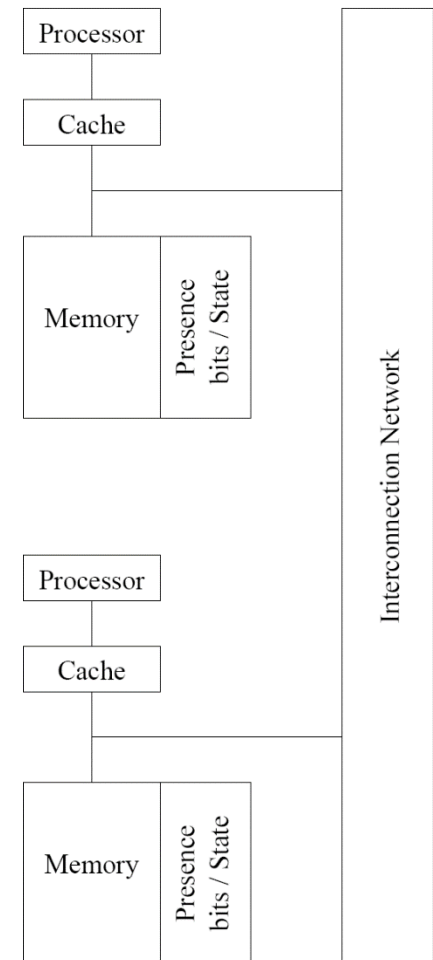 Processor
Cache
Memory
Presence
bits / State
Interconnection Network
Processor
Cache
Memory
Presence
bits / State